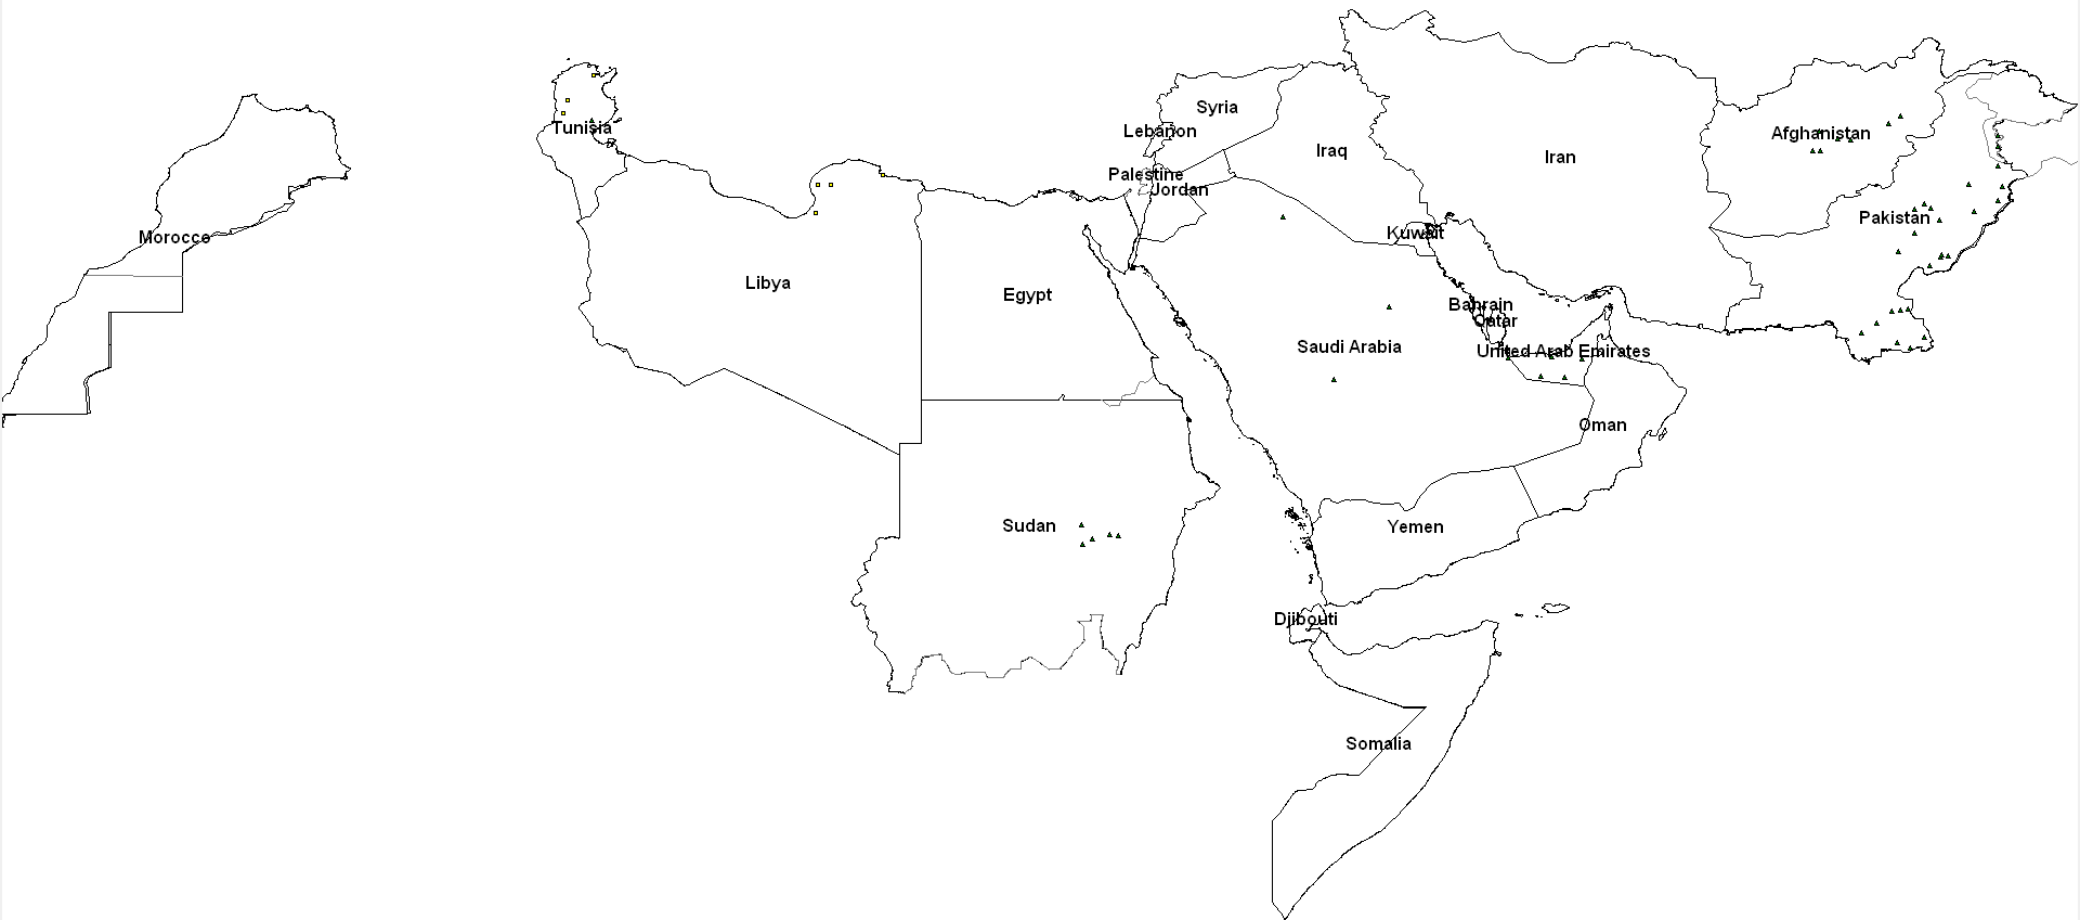 Syria
Lebanon
Tunisia
Afghanistan
Iraq
Iran
Palestine
Jordan
Pakistan
Morocco
Kuwait
Libya
Egypt
Bahrain
Qatar
Saudi Arabia
United Arab Emirates
Oman
Sudan
Yemen
Djibouti
Somalia